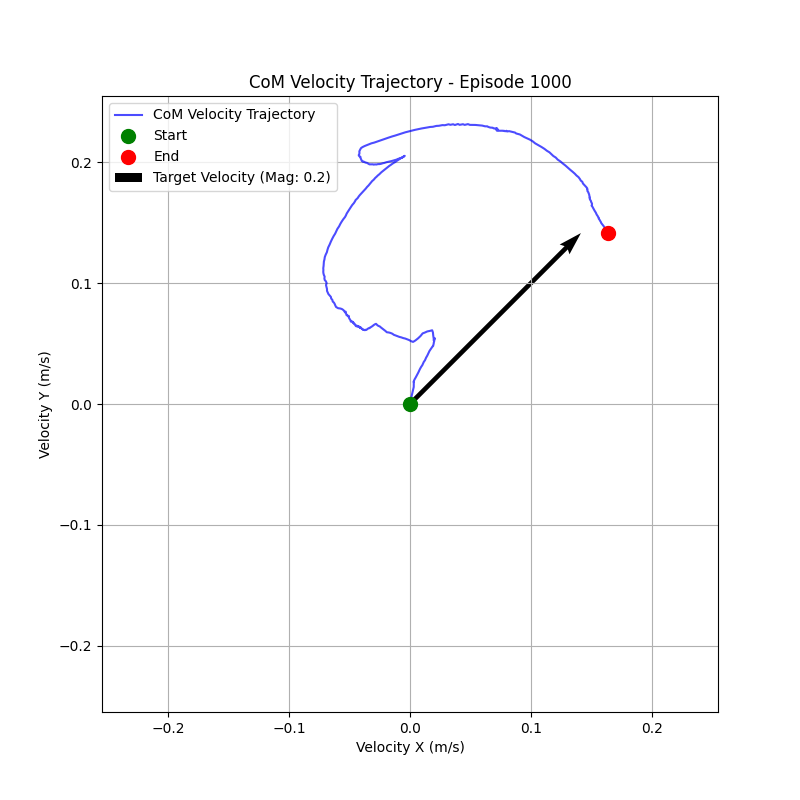 CoM Velocity Trajectory - Episode 1000
CoM Velocity Trajectory
Start
End
Target Velocity (Mag: 0.2)
0.2
0.1
0.0
−0.1
−0.2
Velocity Y (m/s)
−0.2
−0.1
0.0
0.1
0.2
Velocity X (m/s)